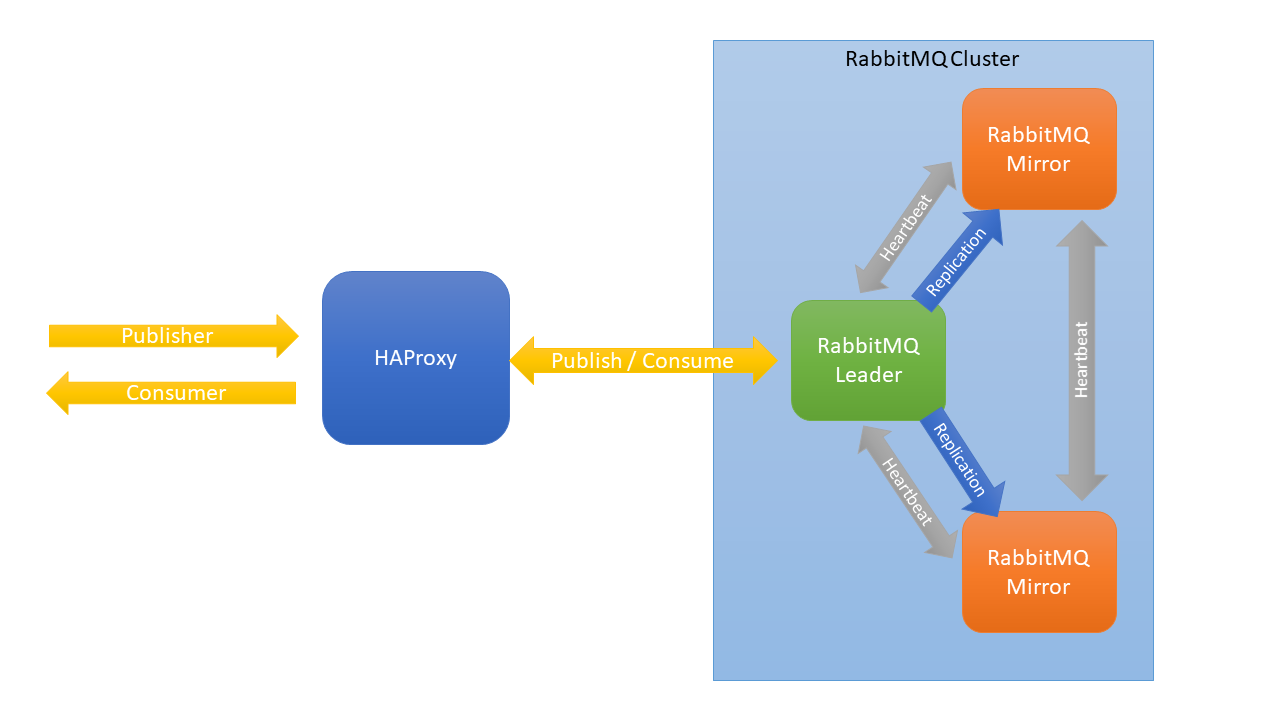 RabbitMQ Cluster
RabbitMQ
Mirror
Heartbeat
Replication
Publisher
Consumer
HAProxy
Publish / Consume
RabbitMQ
Leader
Heartbeat
Replication
Heartbeat
RabbitMQ
Mirror